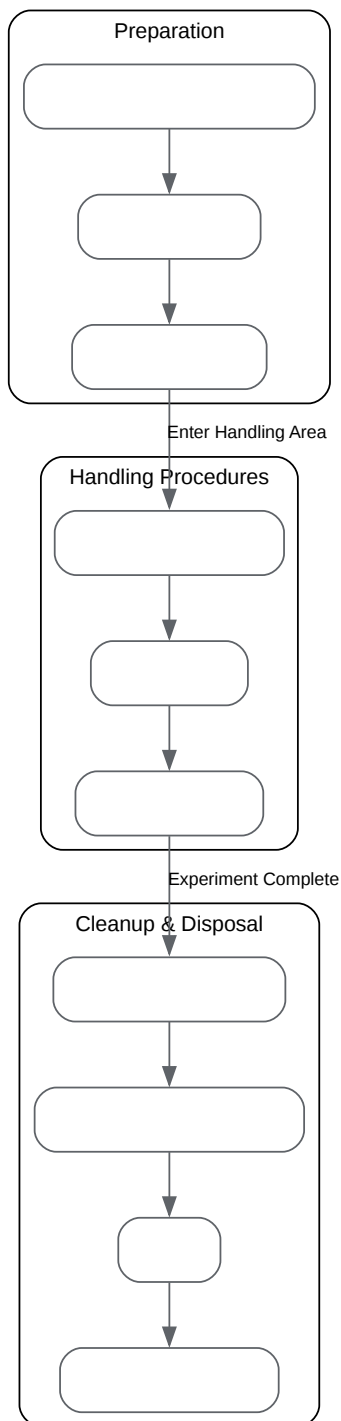 Preparation
Enter Handling Area
Handling Procedures
Experiment Complete
Cleanup & Disposal